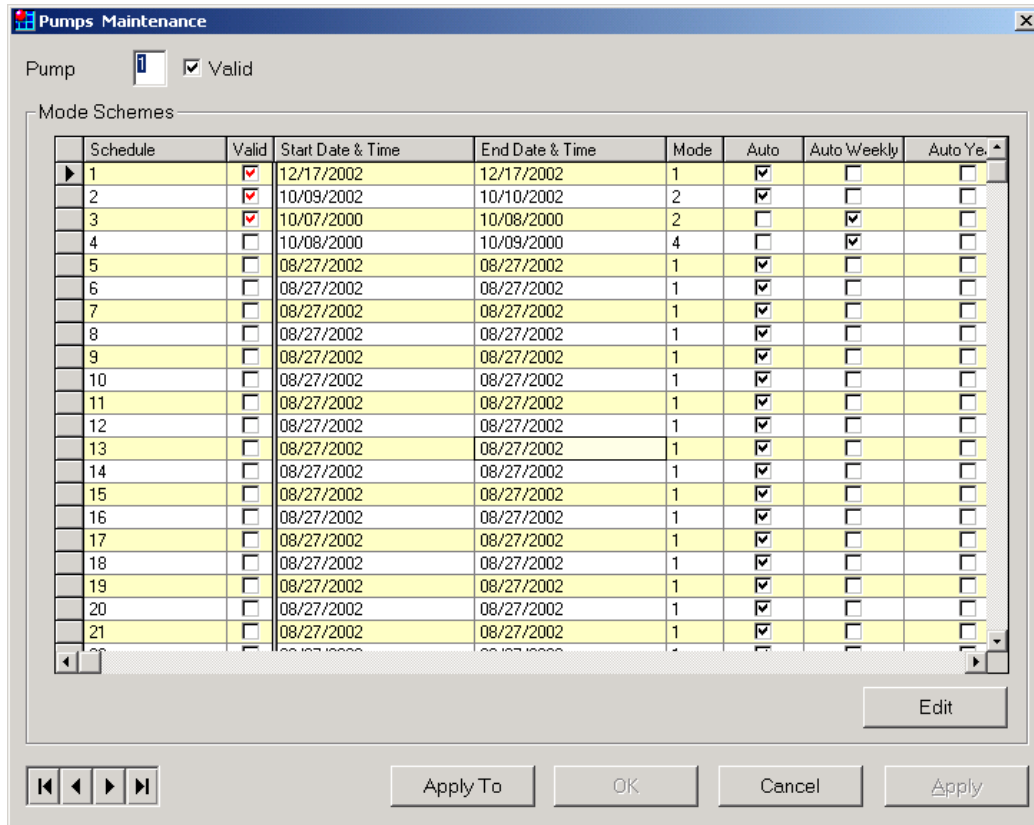 Pumps Maintenance
Pump 1 Valid
Mode Schemes
Schedule Valid Start Date & Time End Date & Time Mode Auto Auto Weekly Auto Ye
1 12/17/2002 12/17/2002 1
2 10/09/2002 10/10/2002 2
3 10/07/2000 10/08/2000 2
4 10/08/2000 10/09/2000 4
5 08/27/2002 08/27/2002 1
6 08/27/2002 08/27/2002 1
7 08/27/2002 08/27/2002 1
8 08/27/2002 08/27/2002 1
9 08/27/2002 08/27/2002 1
10 08/27/2002 08/27/2002 1
11 08/27/2002 08/27/2002 1
12 08/27/2002 08/27/2002 1
13 08/27/2002 08/27/2002 1
14 08/27/2002 08/27/2002 1
15 08/27/2002 08/27/2002 1
16 08/27/2002 08/27/2002 1
17 08/27/2002 08/27/2002 1
18 08/27/2002 08/27/2002 1
19 08/27/2002 08/27/2002 1
20 08/27/2002 08/27/2002 1
21 08/27/2002 08/27/2002 1
Edit
Apply To OK Cancel Apply